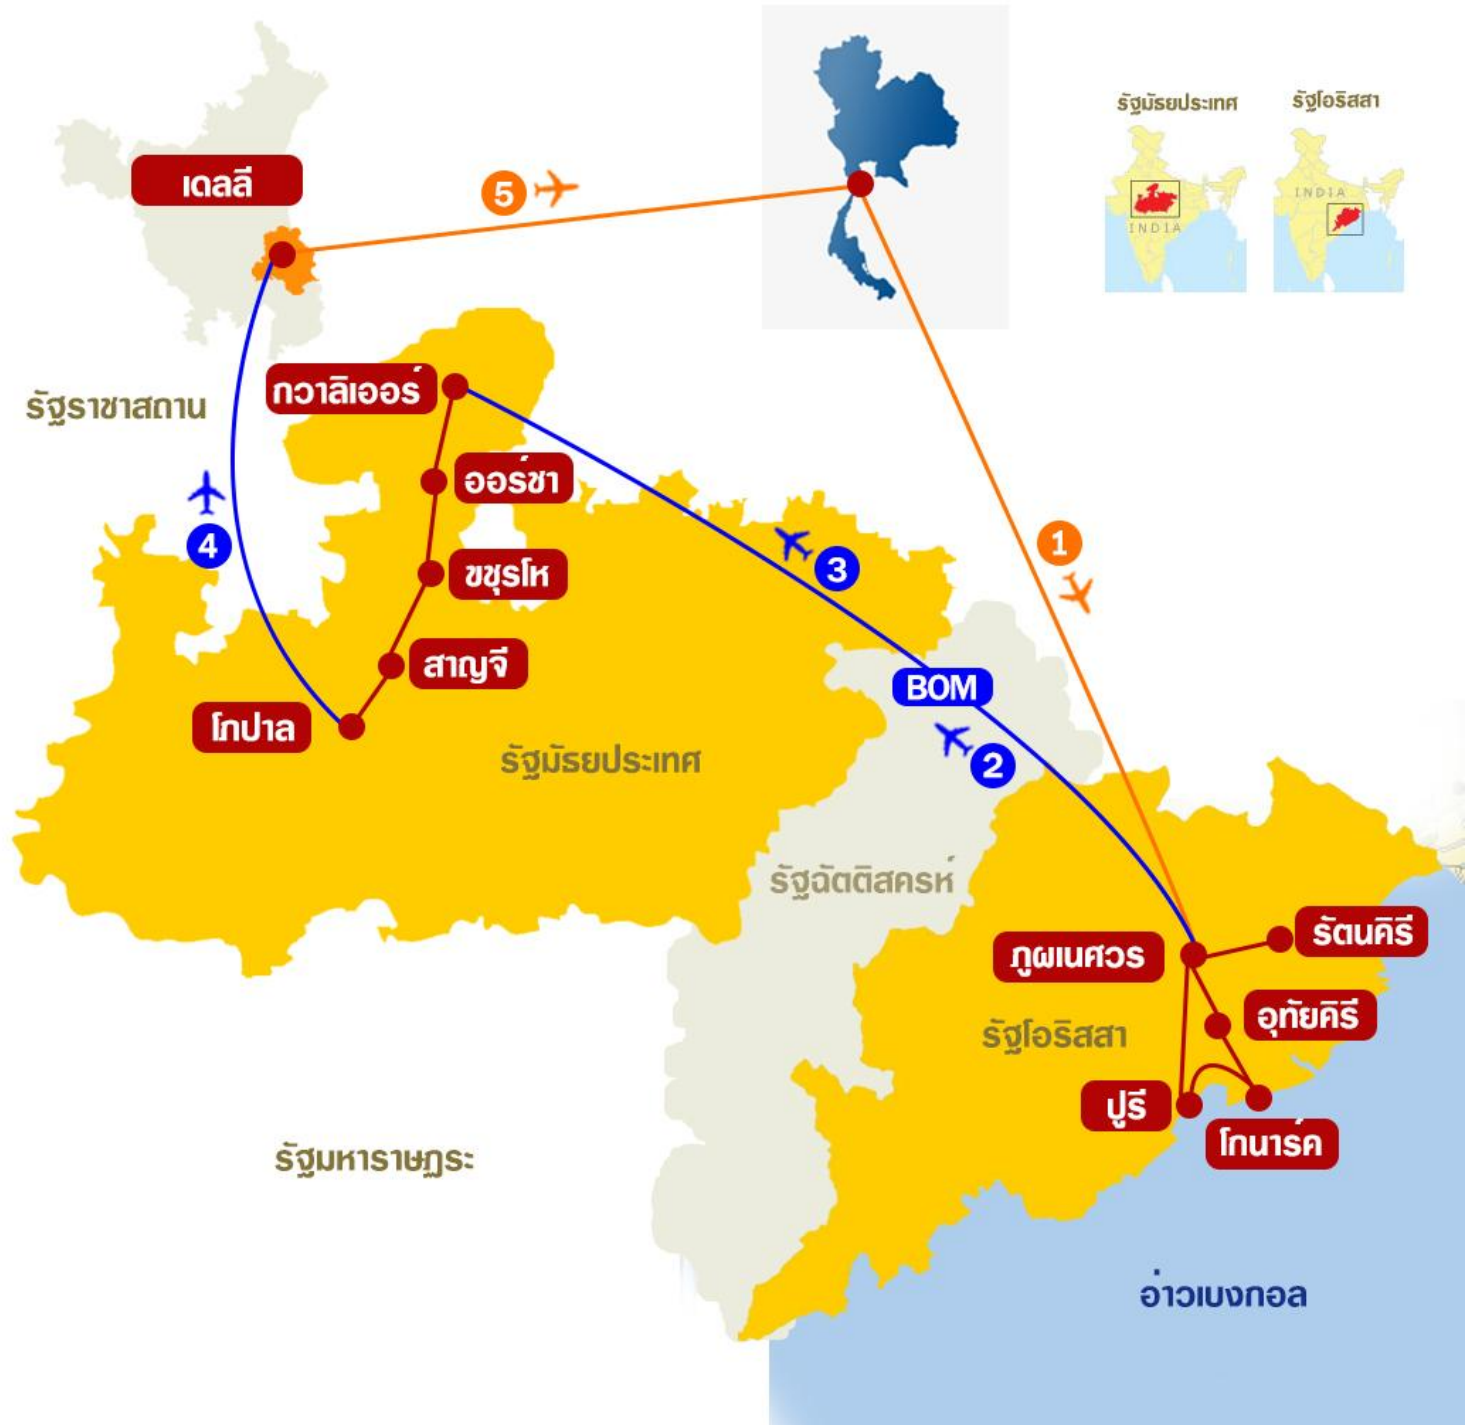 รัฐมัธยประเทศ
รัฐโอริสสา
INDIA
INDIA
เดลลี
5
รัฐราชาสถาน
กวาลิเออร์
ออร์ชา
4
3
1
ขชุรโห
สาญจี
BOM
โภปาล
2
รัฐมัธยประเทศ
รัฐฉัตติสครห์
รัตนคิรี
ภูผเนศวร
อุทัยคิรี
รัฐโอริสสา
ปูรี
โกนาร์ค
รัฐมหาราษฎระ
อ่าวเบงกอล